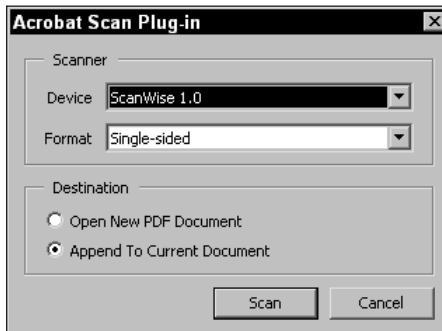 Acrobat Scan Plug-in
Scanner
Device ScanWise 1.0
Format Single-sided
Destination
Open New PDF Document
Append To Current Document
Scan Cancel